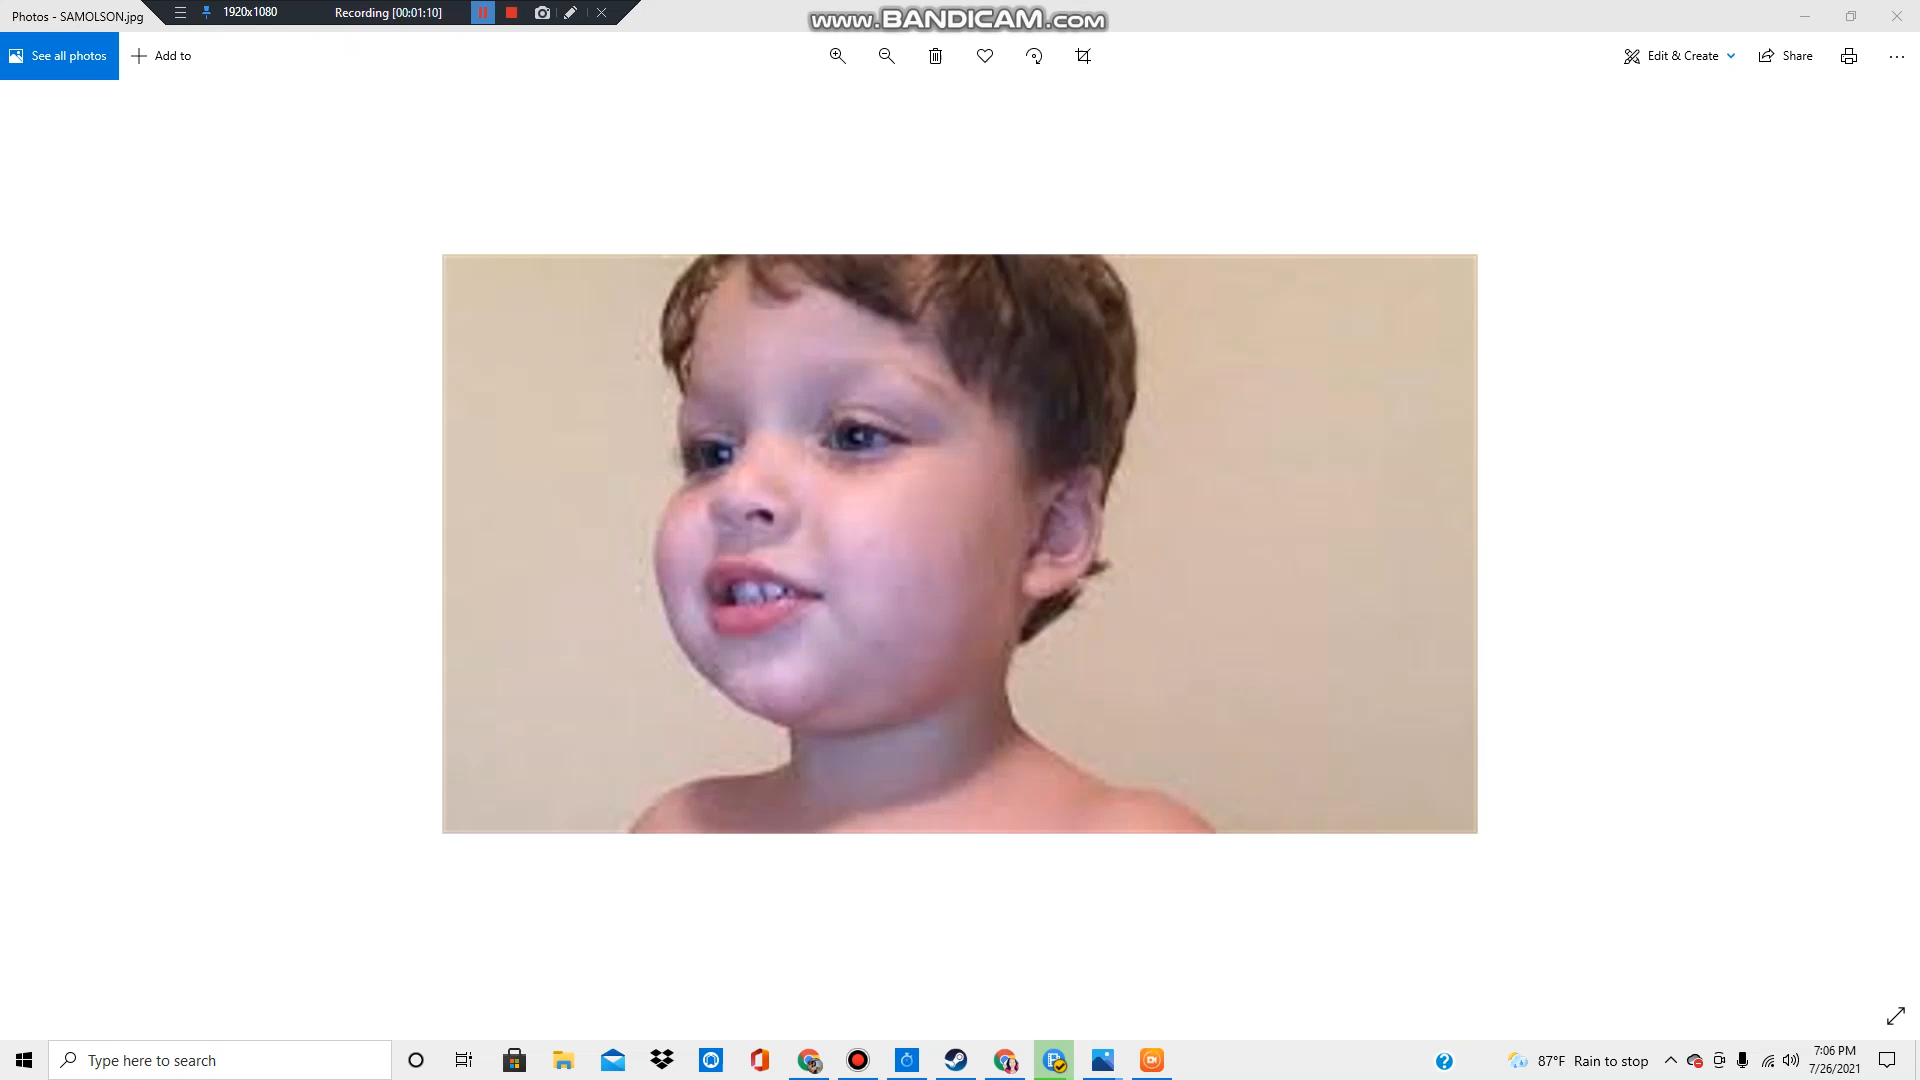 Photos - SAMOLSON.jpg
1920x1080
Recording [00:01:10]
www.BANDICAM.com
See all photos
Add to
Edit & Create
Share
Type here to search
87°F Rain to stop
7:06 PM
7/26/2021